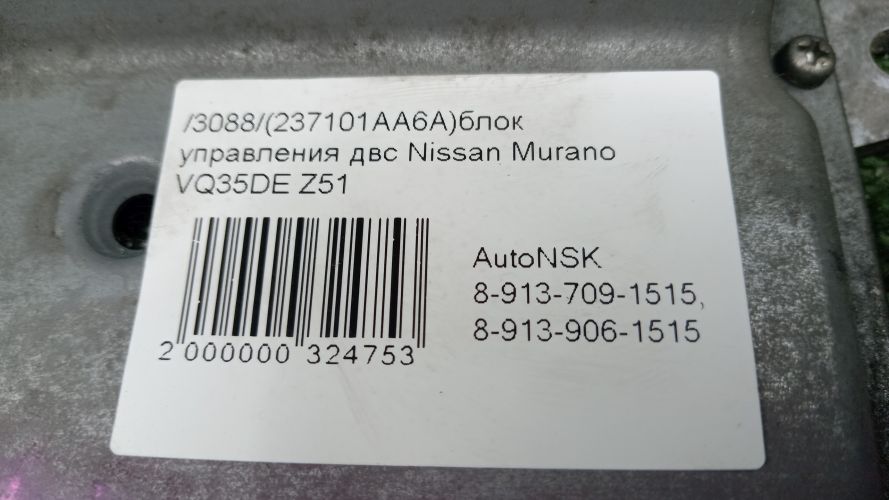 /3088/(237101AA6A)блок
управления двс Nissan Murano
VQ35DE Z51
AutoNSK
8-913-709-1515,
8-913-906-1515
2 000000 324753